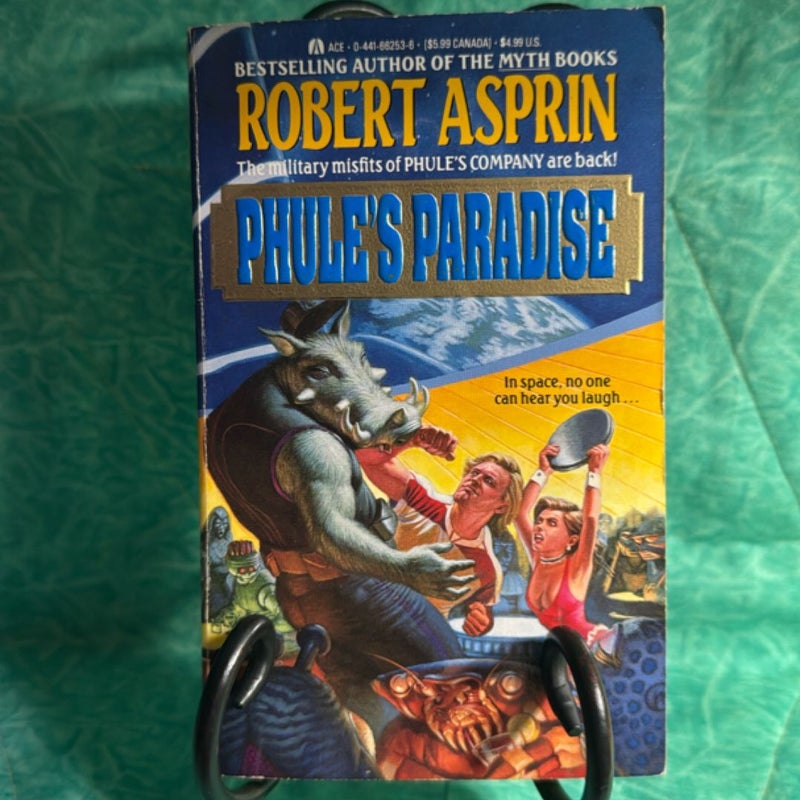 ACE • 0-441-66253-6 • [$5.99 CANADA] • $4.99 U.S.
BESTSELLING AUTHOR OF THE MYTH BOOKS
ROBERT ASPRIN
The military misfits of PHULE'S COMPANY are back!
PHULE'S PARADISE
In space, no one
can hear you laugh . . .